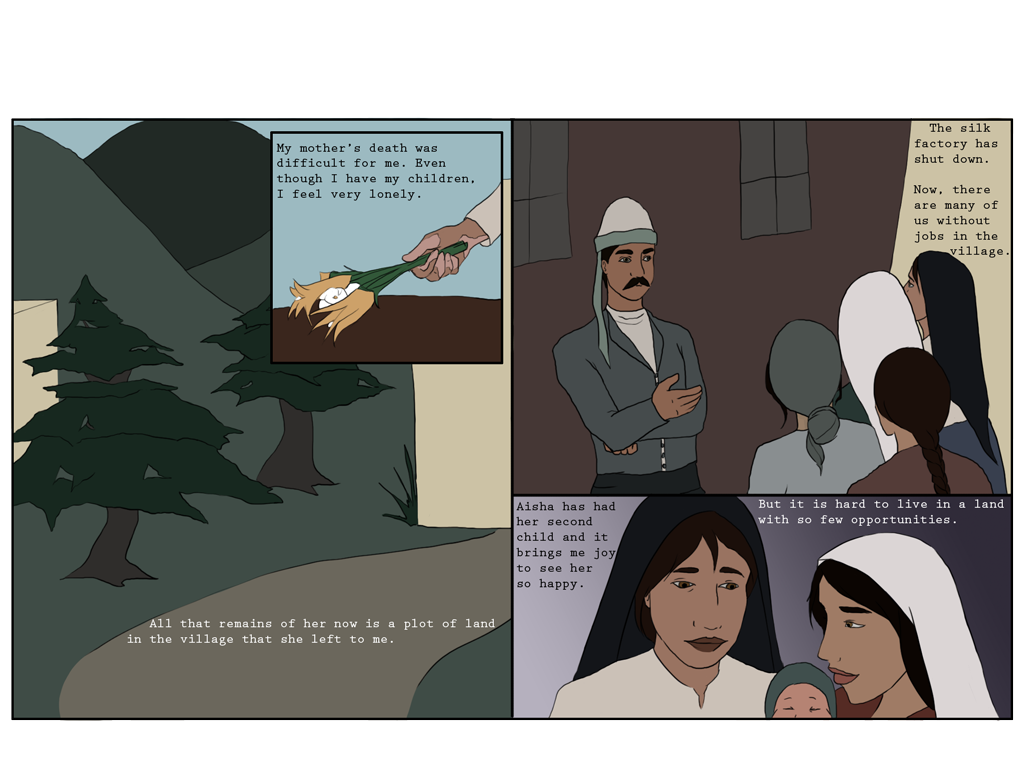 My mother's death was
difficult for me. Even
though I have my children,
I feel very lonely.
All that remains of her now is a plot of land
in the village that she left to me.
The silk
factory has
shut down.
Now, there
are many of
us without
jobs in the
village.
Aisha has had
her second
child and it
brings me joy
to see her
so happy.
But it is hard to live in a land
with so few opportunities.